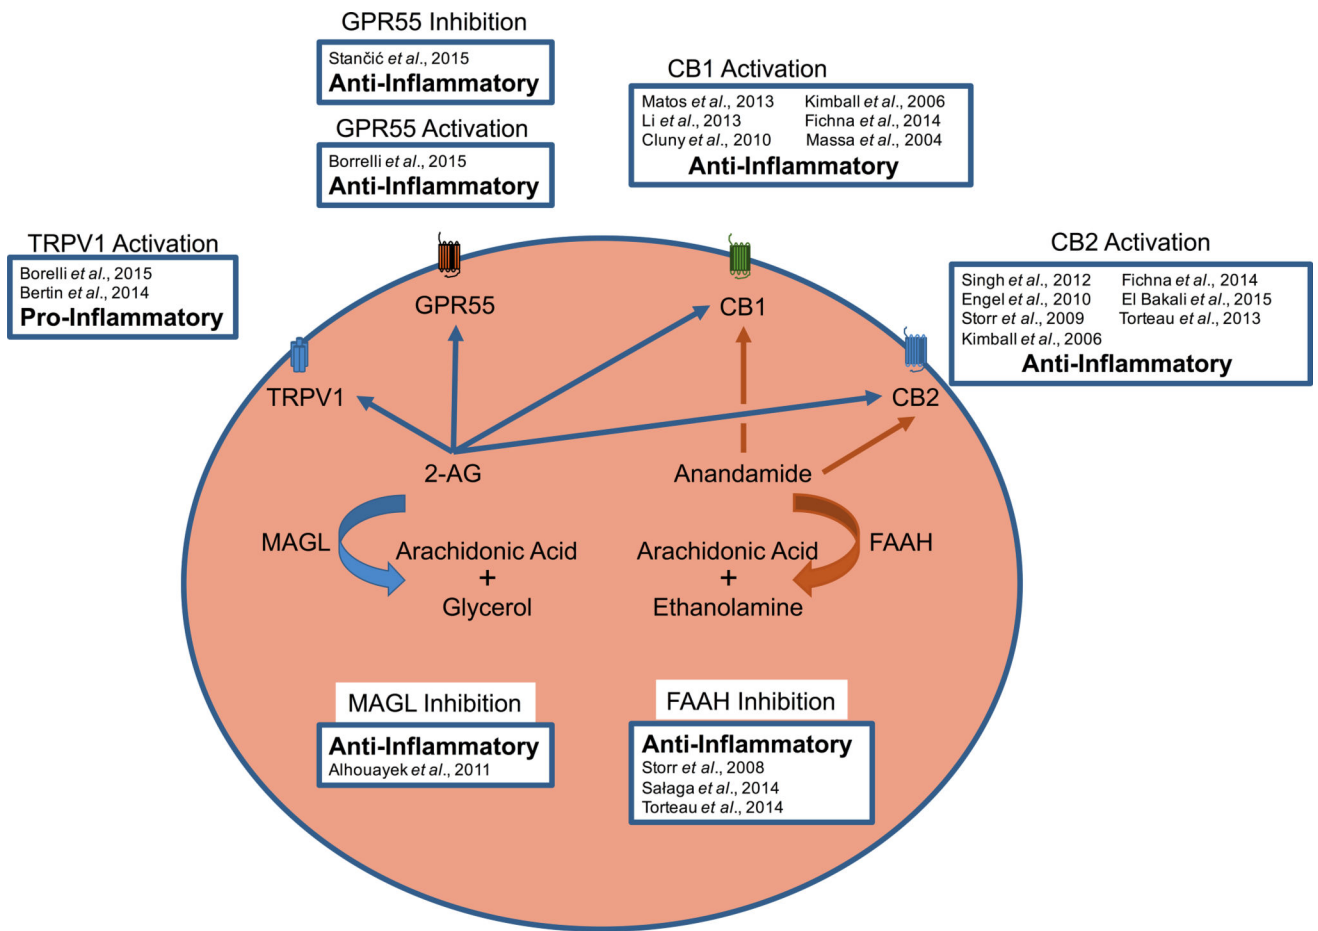 GPR55 Inhibition
Stančić et al., 2015
Anti-Inflammatory
GPR55 Activation
Borrelli et al., 2015
Anti-Inflammatory
CB1 Activation
Matos et al., 2013 Kimball et al., 2006
Li et al., 2013 Fichna et al., 2014
Cluny et al., 2010 Massa et al., 2004
Anti-Inflammatory
TRPV1 Activation
Borelli et al., 2015
Bertin et al., 2014
Pro-Inflammatory
CB2 Activation
Singh et al., 2012 Fichna et al., 2014
Engel et al., 2010 El Bakali et al., 2015
Storr et al., 2009 Torteau et al., 2013
Kimball et al., 2006
Anti-Inflammatory
GPR55
CB1
TRPV1
CB2
2-AG
Anandamide
MAGL
Arachidonic Acid
+
Glycerol
Arachidonic Acid
+
Ethanolamine
FAAH
MAGL Inhibition
Anti-Inflammatory
Alhouayek et al., 2011
FAAH Inhibition
Anti-Inflammatory
Storr et al., 2008
Sałaga et al., 2014
Torteau et al., 2014